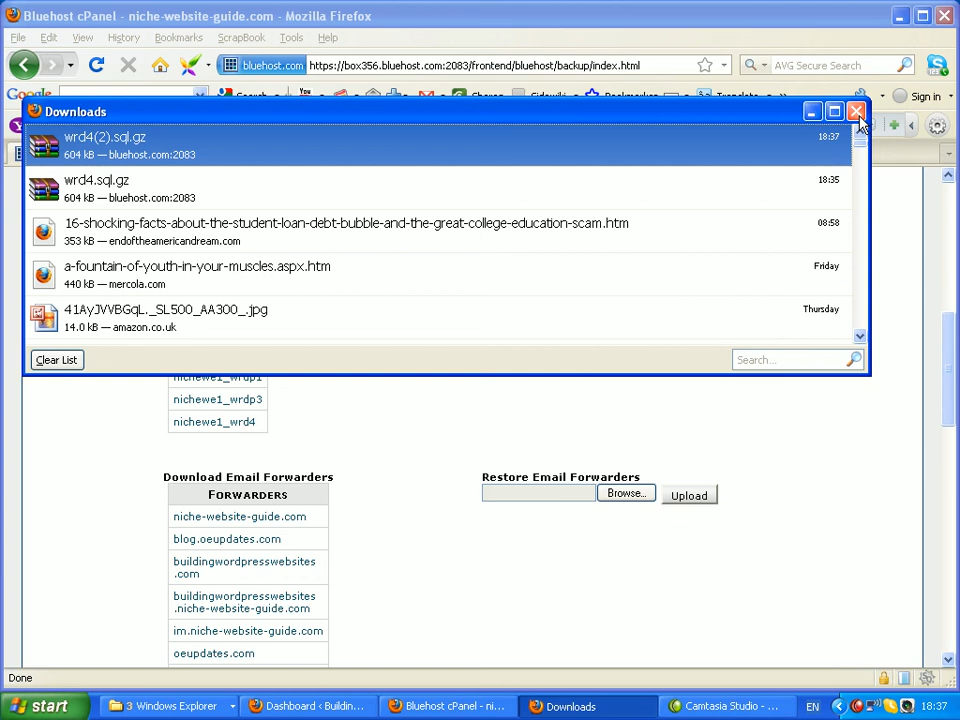 Bluehost cPanel - niche-website-guide.com - Mozilla Firefox
File Edit View History Bookmarks ScrapBook Tools Help
bluehost.com https://box356.bluehost.com:2083/frontend/bluehost/backup/index.html AVG Secure Search
Google Search Sidewiki Bookmarks Sign in
Downloads
wrd4(2).sql.gz 18:37
604 kB — bluehost.com:2083
wrd4.sql.gz 18:35
604 kB — bluehost.com:2083
16-shocking-facts-about-the-student-loan-debt-bubble-and-the-great-college-education-scam.htm 08:58
353 kB — endoftheamericandream.com
a-fountain-of-youth-in-your-muscles.aspx.htm Friday
440 kB — mercola.com
41AyJVVBGqL._SL500_AA300_.jpg Thursday
14.0 kB — amazon.co.uk
Clear List Search...
nichewe1_wrdp1
nichewe1_wrdp3
nichewe1_wrd4
Download Email Forwarders Restore Email Forwarders
FORWARDERS Browse... Upload
niche-website-guide.com
blog.oeupdates.com
buildingwordpresswebsites
.com
buildingwordpresswebsites
.niche-website-guide.com
im.niche-website-guide.com
oeupdates.com
Done
start 3 Windows Explorer Dashboard ‹ Buildin... Bluehost cPanel - ni... Downloads Camtasia Studio - ... EN 18:37